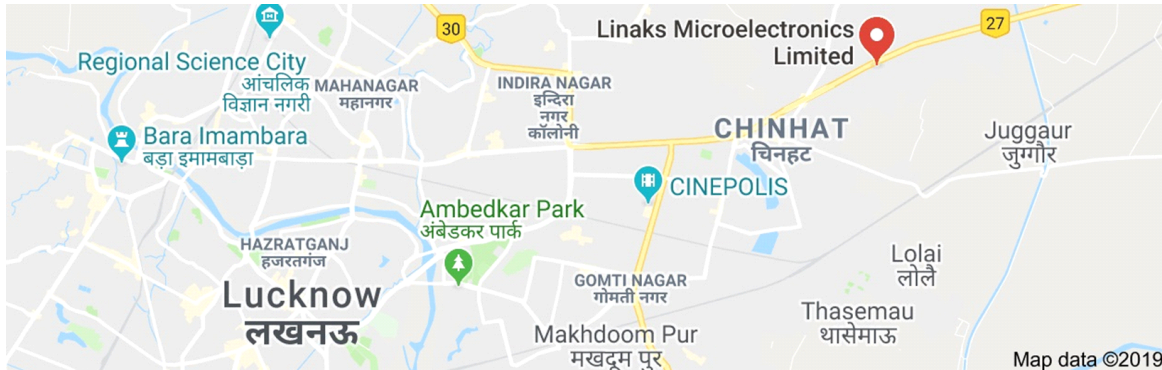 30
Linaks Microelectronics
Limited
27
Regional Science City
आंचलिक
विज्ञान नगरी
MAHANAGAR
महानगर
INDIRA NAGAR
इन्दिरा
नगर
कॉलोनी
Bara Imambara
बड़ा इमामबाड़ा
CHINHAT
चिनहट
Juggaur
जुग्गौर
CINEPOLIS
Ambedkar Park
अंबेडकर पार्क
HAZRATGANJ
हजरतगंज
Lucknow
लखनऊ
GOMTI NAGAR
गोमती नगर
Lolai
लोलै
Thasemau
थासेमाऊ
Makhdoom Pur
मखदूम पुर
Map data ©2019